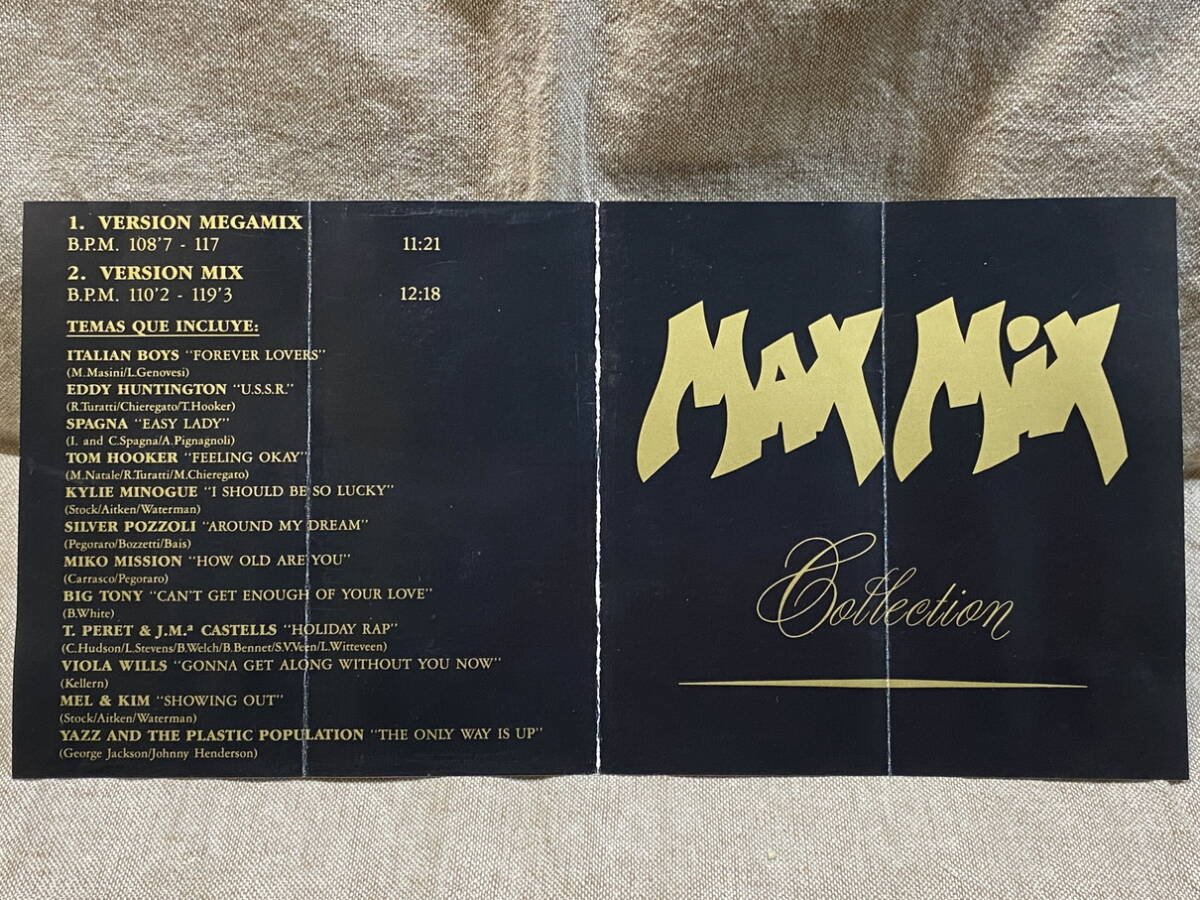 1. VERSION MEGAMIX
B.P.M. 108'7 - 117 11:21
2. VERSION MIX
B.P.M. 110'2 - 119'3 12:18
TEMAS QUE INCLUYE:
ITALIAN BOYS "FOREVER LOVERS"
(M.Masini/L.Genovesi)
EDDY HUNTINGTON "U.S.S.R."
(R.Turatti/Chieregato/T.Hooker)
SPAGNA "EASY LADY"
(I. and C.Spagna/A.Pignagnoli)
TOM HOOKER "FEELING OKAY"
(M.Natale/R.Turatti/M.Chieregato)
KYLIE MINOGUE "I SHOULD BE SO LUCKY"
(Stock/Aitken/Waterman)
SILVER POZZOLI "AROUND MY DREAM"
(Pegoraro/Bozzetti/Bais)
MIKO MISSION "HOW OLD ARE YOU"
(Carrasco/Pegoraro)
BIG TONY "CAN'T GET ENOUGH OF YOUR LOVE"
(B.White)
T. PERET & J.M.ª CASTELLS "HOLIDAY RAP"
(C.Hudson/L.Stevens/B.Welch/B.Bennet/S.V.Veen/L.Witteveen)
VIOLA WILLS "GONNA GET ALONG WITHOUT YOU NOW"
(Kellern)
MEL & KIM "SHOWING OUT"
(Stock/Aitken/Waterman)
YAZZ AND THE PLASTIC POPULATION "THE ONLY WAY IS UP"
(George Jackson/Johnny Henderson)
MAX MiX
Collection